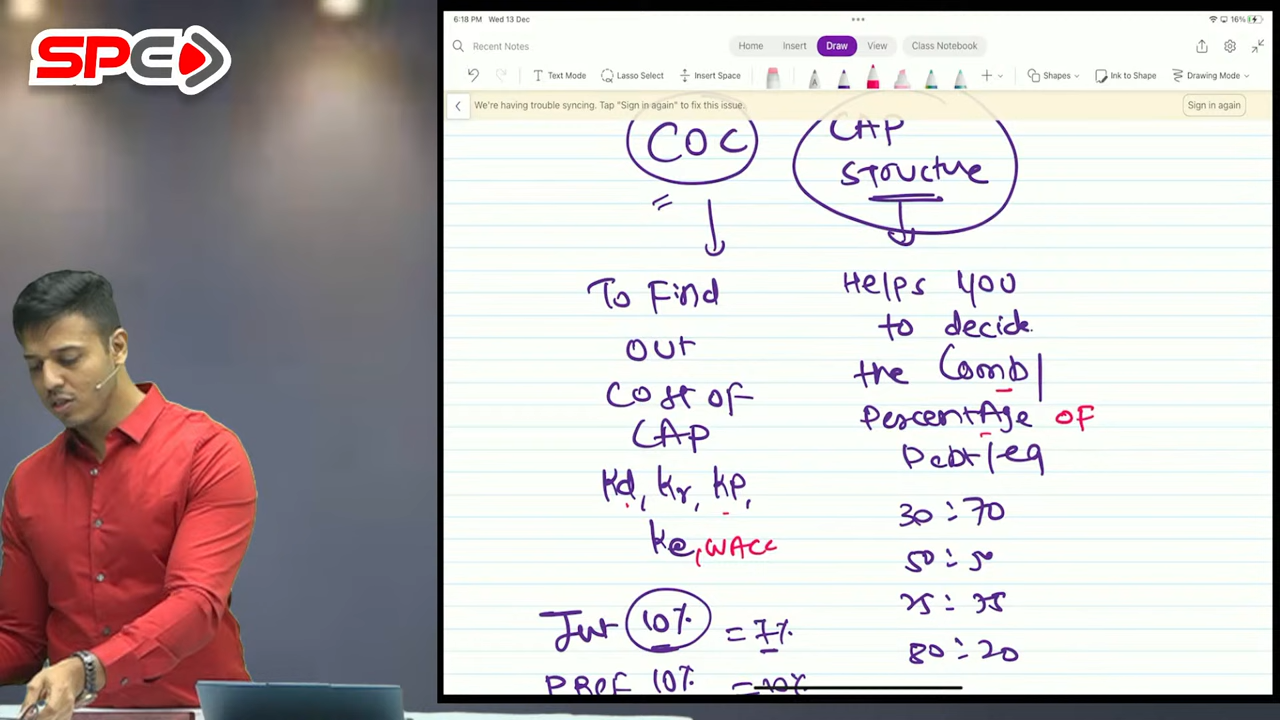 SPED
6:18 PM Wed 13 Dec
16%
Recent Notes
Home Insert Draw View Class Notebook
Text Mode Lasso Select Insert Space Shapes Ink to Shape Drawing Mode
We're having trouble syncing. Tap "Sign in again" to fix this issue.
Sign in again
COC
To Find
out
Cost of
CAP
Kd, Kr, KP,
Ke, WACC
Int 10% = 7%
PREF 10% = 10%
CAP
Structure
Helps you
to decide
the Comb/
Percentage OF
Debt/eq
30:70
50:50
25:75
80:20